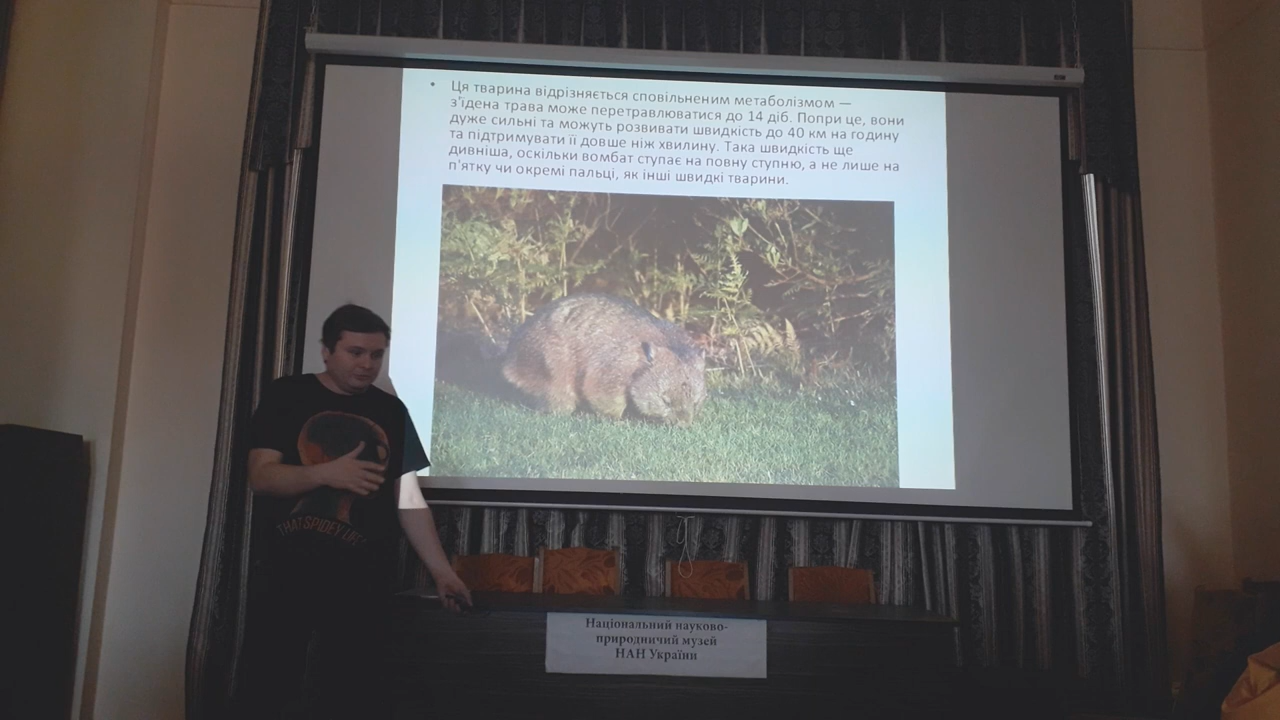 • Ця тварина відрізняється сповільненим метаболізмом —
з'їдена трава може перетравлюватися до 14 діб. Попри це, вони
дуже сильні та можуть розвивати швидкість до 40 км на годину
та підтримувати її довше ніж хвилину. Така швидкість ще
дивніша, оскільки вомбат ступає на повну ступню, а не лише на
п'ятку чи окремі пальці, як інші швидкі тварини.
THAT SPIDEY LIFE
Національний науково-
природничий музей
НАН України